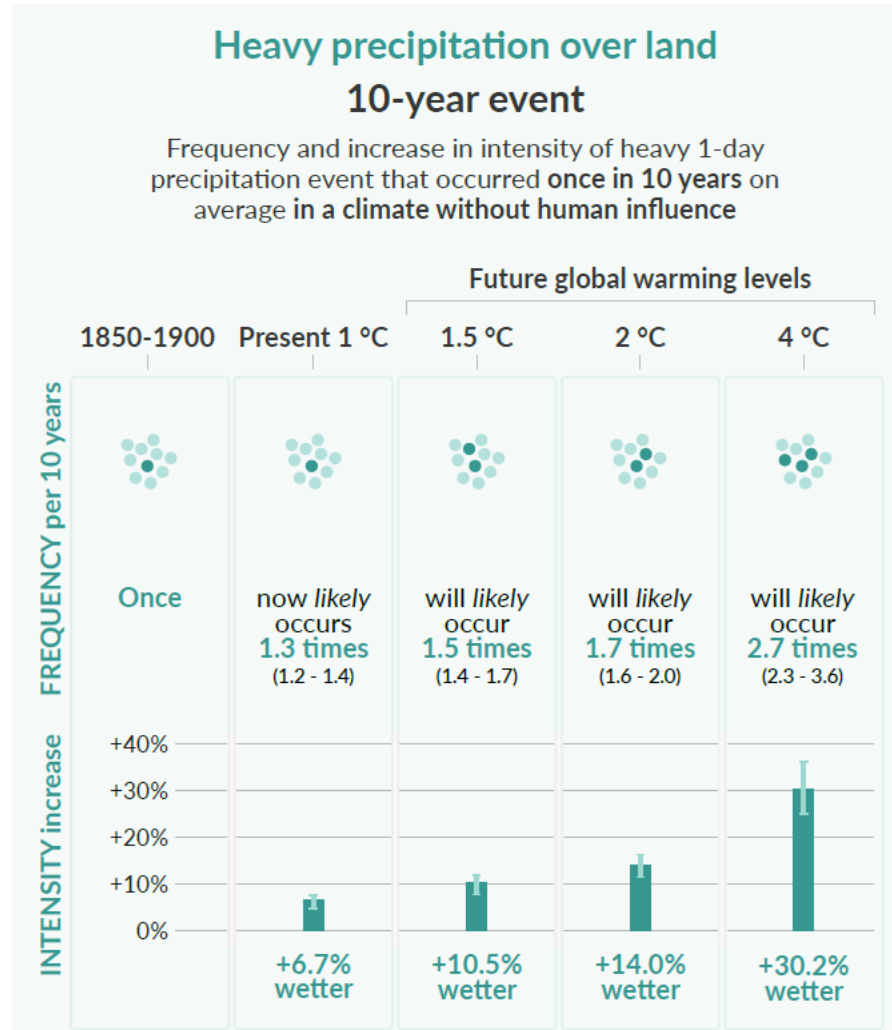 Heavy precipitation over land
10-year event
Frequency and increase in intensity of heavy 1-day
precipitation event that occurred once in 10 years on
average in a climate without human influence
Future global warming levels
1850-1900 Present 1 °C 1.5 °C 2 °C 4 °C
FREQUENCY per 10 years
Once
now likely
occurs
1.3 times
(1.2 - 1.4)
will likely
occur
1.5 times
(1.4 - 1.7)
will likely
occur
1.7 times
(1.6 - 2.0)
will likely
occur
2.7 times
(2.3 - 3.6)
INTENSITY increase
+40%
+30%
+20%
+10%
0%
+6.7%
wetter
+10.5%
wetter
+14.0%
wetter
+30.2%
wetter